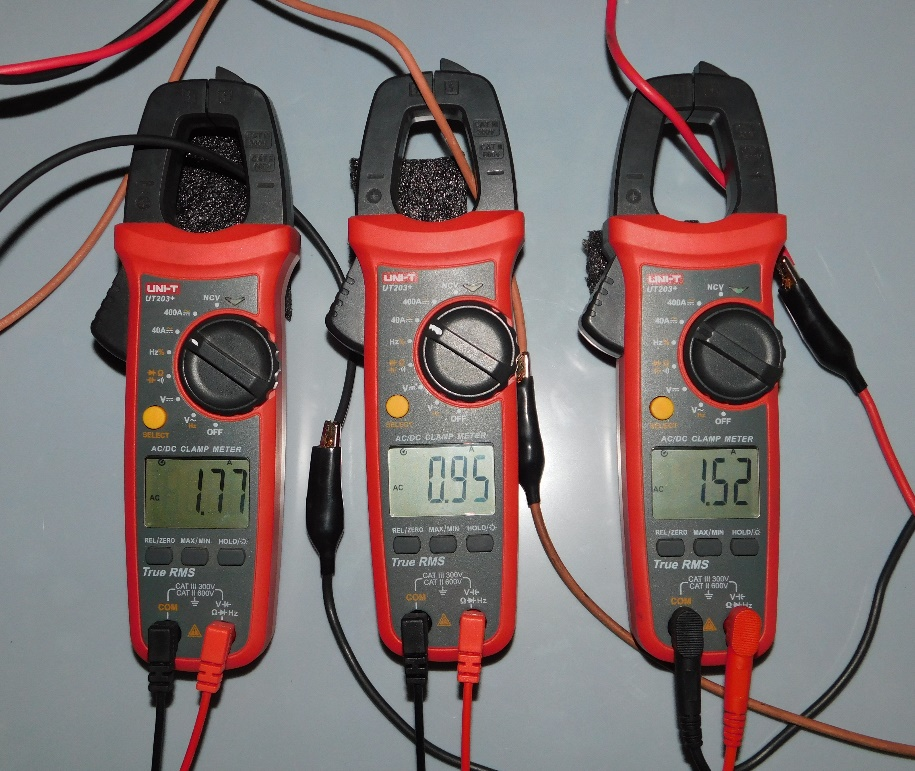 UNI-T
UT203+
NCV
400A
40A
Hz%
Ω
V
V~
Hz
OFF
SELECT
AC/DC CLAMP METER
A
AC 1.77
REL/ZERO MAX/MIN HOLD/
True RMS
CAT III 300V
CAT II 600V
COM
V
Ω Hz
UNI-T
UT203+
NCV
400A
40A
Hz%
Ω
V
V~
OFF
SELECT
AC/DC CLAMP METER
A
AC 0.95
REL/ZERO MAX/MIN HOLD/
True RMS
CAT III 300V
CAT II 600V
COM
V
Ω Hz
UNI-T
UT203+
NCV
400A
40A
Hz%
Ω
V
V~
OFF
SELECT
AC/DC CLAMP METER
A
AC 1.52
REL/ZERO MAX/MIN HOLD/
True RMS
CAT III 300V
CAT II 600V
COM
V
Ω Hz